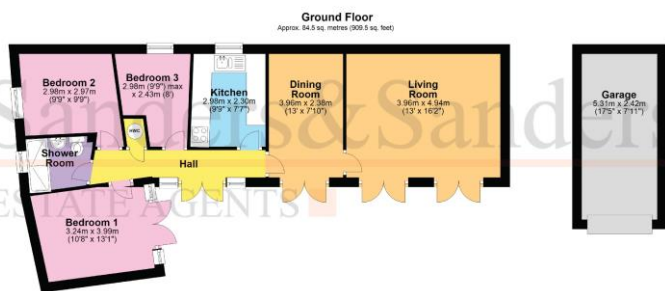 Ground Floor
Approx. 84.5 sq. metres (909.5 sq. feet)
Bedroom 2
2.98m x 2.97m
(9'9" x 9'9")
Bedroom 3
2.98m (9'9") max
x 2.43m (8')
Kitchen
2.98m x 2.30m
(9'9" x 7'7")
Dining
Room
3.96m x 2.38m
(13' x 7'10")
Living
Room
3.96m x 4.94m
(13' x 16'2")
Garage
5.31m x 2.42m
(17'5" x 7'11")
Shower
Room
Hall
Bedroom 1
3.24m x 3.99m
(10'8" x 13'1")
Sanders&Sanders
ESTATE AGENTS